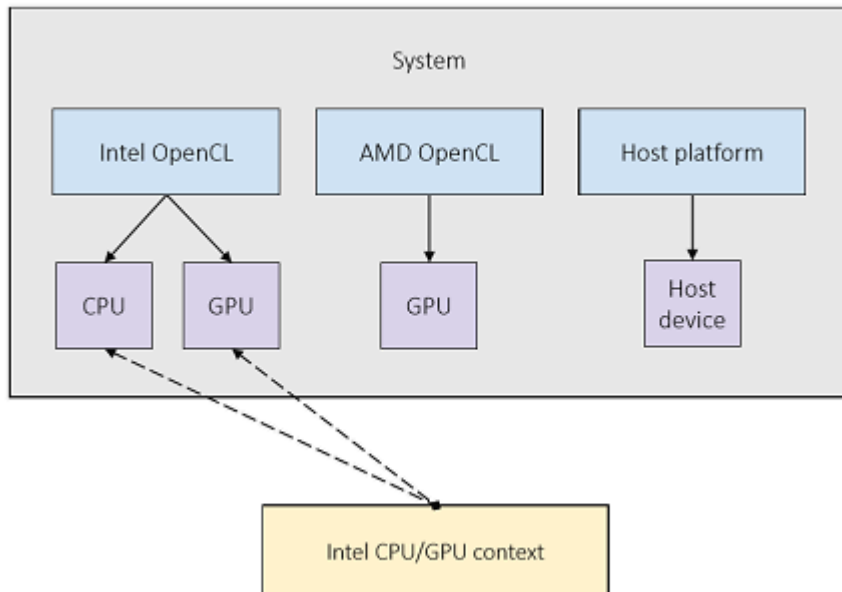 System
Intel OpenCL
AMD OpenCL
Host platform
CPU
GPU
GPU
Host
device
Intel CPU/GPU context